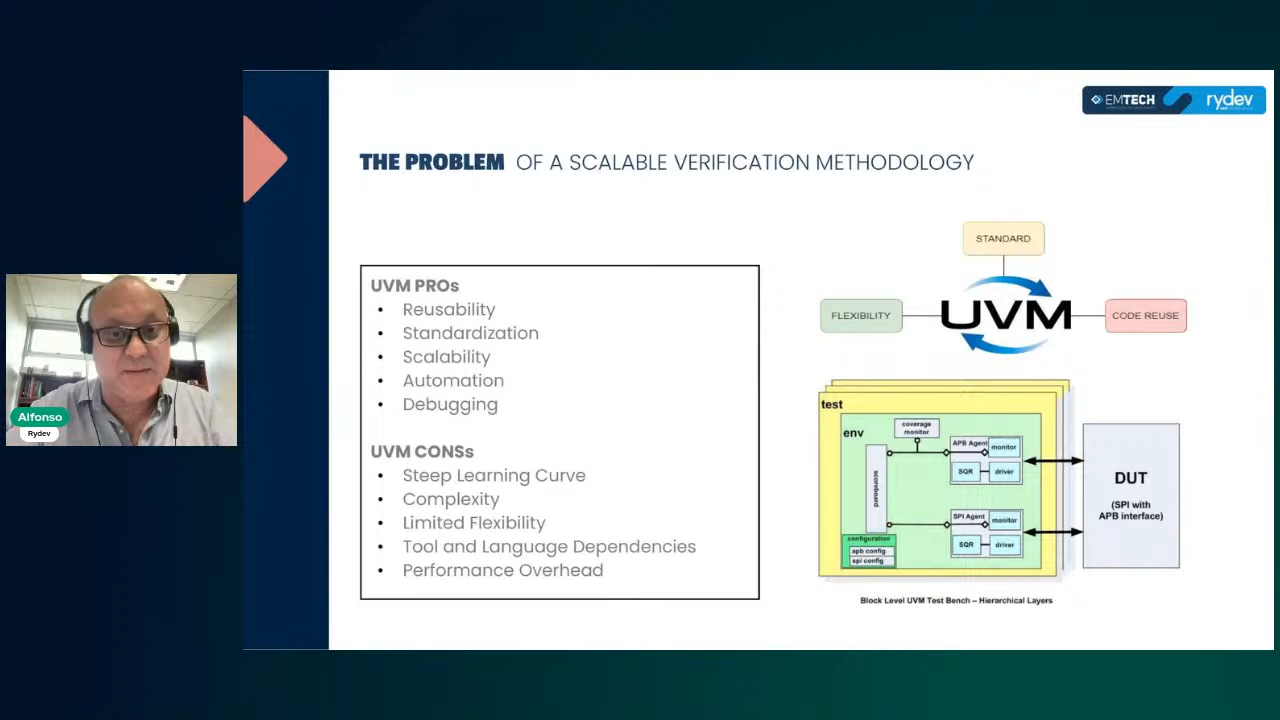 EMTECH
rydev
THE PROBLEM OF A SCALABLE VERIFICATION METHODOLOGY
UVM PROs
• Reusability
• Standardization
• Scalability
• Automation
• Debugging
UVM CONSs
• Steep Learning Curve
• Complexity
• Limited Flexibility
• Tool and Language Dependencies
• Performance Overhead
STANDARD
FLEXIBILITY
UVM
CODE REUSE
test
env
coverage
monitor
scoreboard
APB Agent
monitor
SQR
driver
SPI Agent
monitor
SQR
driver
configuration
apb config
spi config
DUT
(SPI with
APB interface)
Block Level UVM Test Bench – Hierarchical Layers
Alfonso
Rydev